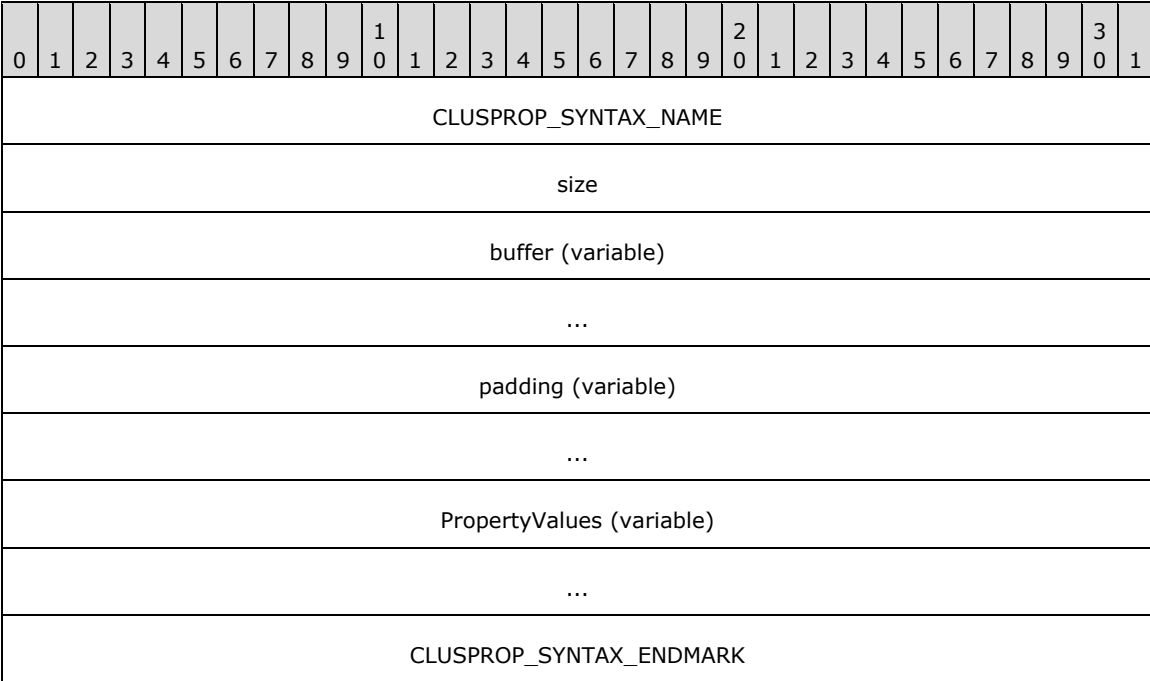 1 2 3
0 1 2 3 4 5 6 7 8 9 0 1 2 3 4 5 6 7 8 9 0 1 2 3 4 5 6 7 8 9 0 1
CLUSPROP_SYNTAX_NAME
size
buffer (variable)
...
padding (variable)
...
PropertyValues (variable)
...
CLUSPROP_SYNTAX_ENDMARK